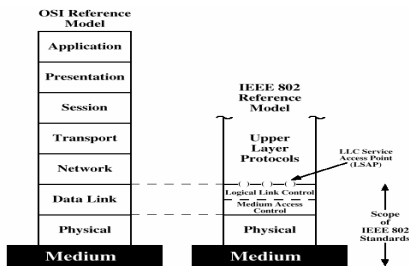 OSI Reference
Model
Application
Presentation
Session
Transport
Network
Data Link
Physical
Medium
IEEE 802
Reference
Model
Upper
Layer
Protocols
LLC Service
Access Point
(LSAP)
Logical Link Control
Medium Access
Control
Physical
Medium
Scope
of
IEEE 802
Standards